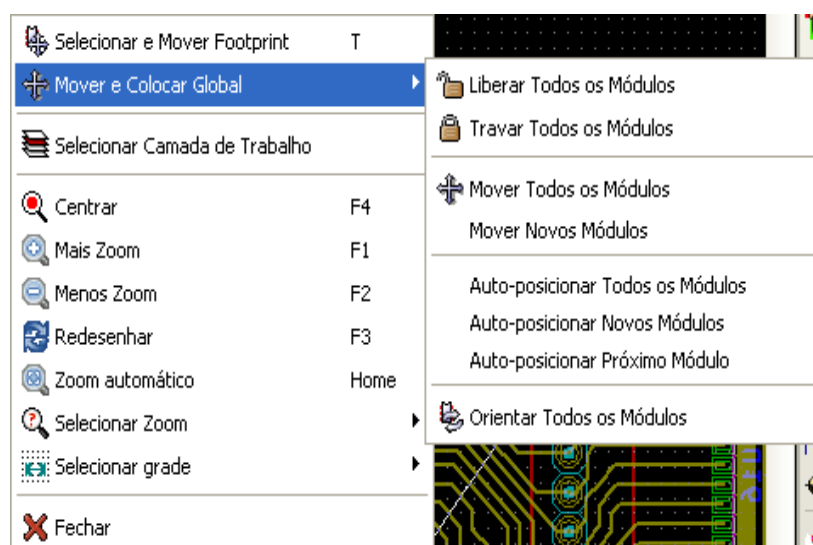 Selecionar e Mover Footprint T
Mover e Colocar Global
Selecionar Camada de Trabalho
Centrar F4
Mais Zoom F1
Menos Zoom F2
Redesenhar F3
Zoom automático Home
Selecionar Zoom
Selecionar grade
Fechar
Liberar Todos os Módulos
Travar Todos os Módulos
Mover Todos os Módulos
Mover Novos Módulos
Auto-posicionar Todos os Módulos
Auto-posicionar Novos Módulos
Auto-posicionar Próximo Módulo
Orientar Todos os Módulos